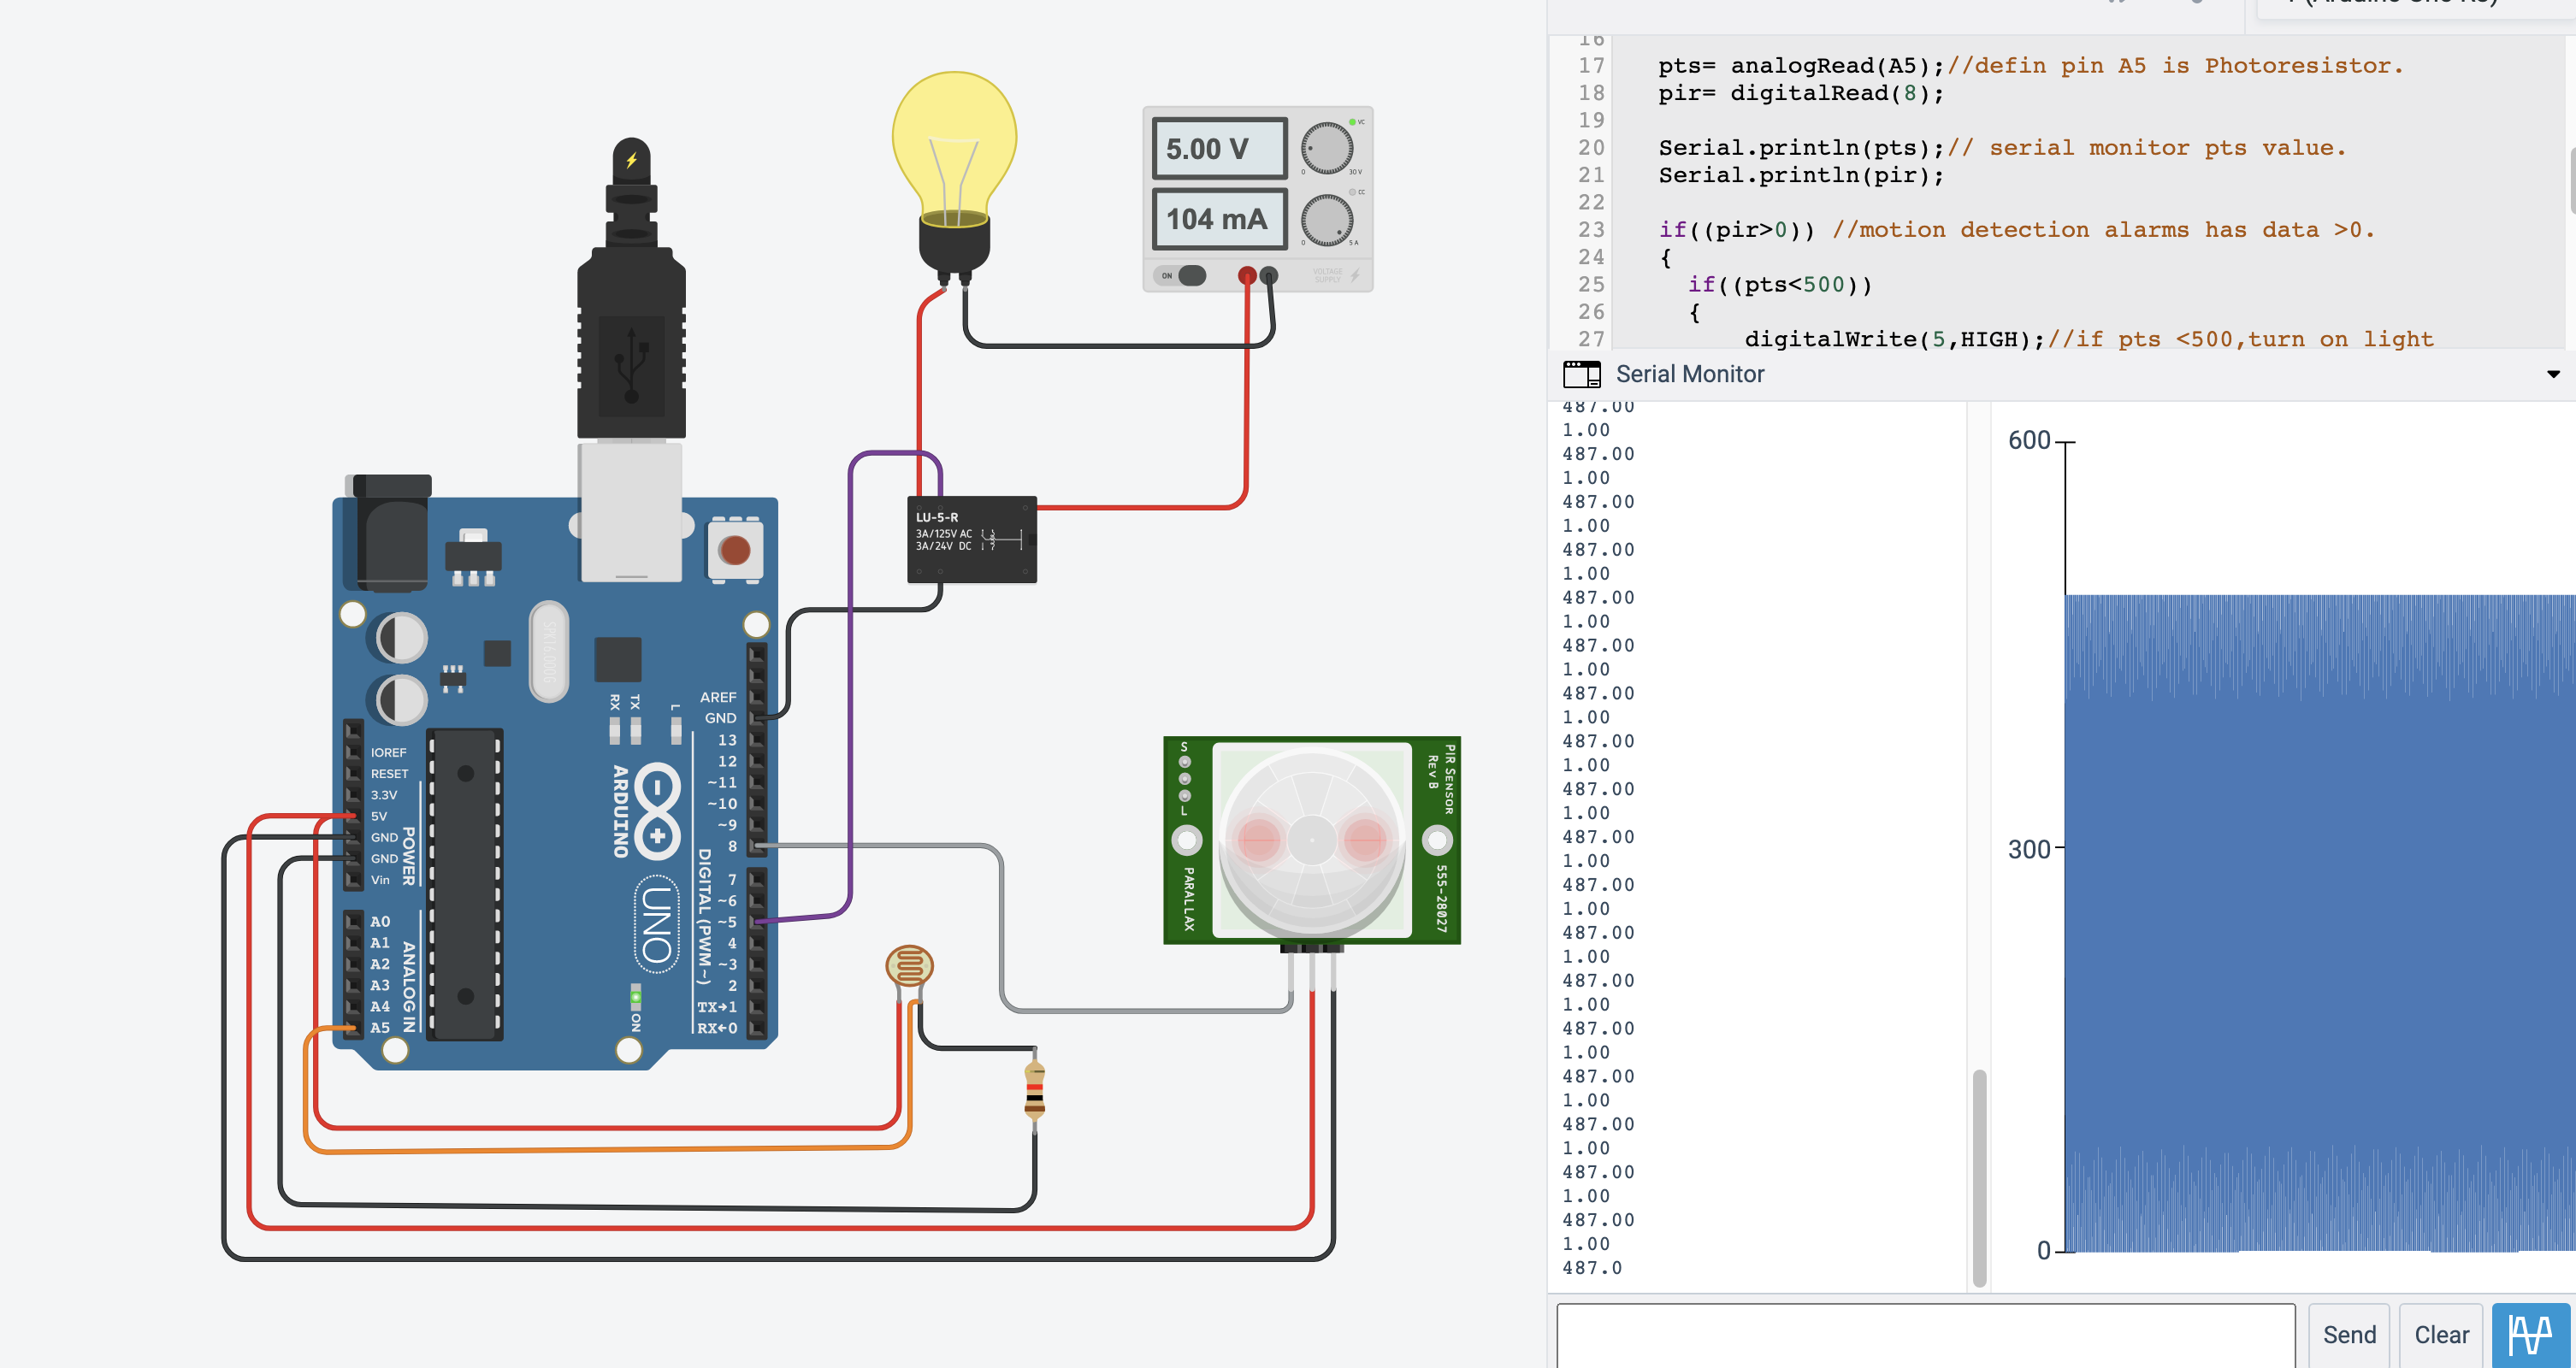 5.00 V
VC
0
30 V
104 mA
CC
0
5 A
ON
VOLTAGE
SUPPLY
LU-5-R
3A/125V AC
3A/24V DC
SPK16.000G
RX
TX
L
AREF
GND
13
12
~11
~10
~9
8
7
~6
~5
4
~3
2
TX→1
RX←0
DIGITAL (PWM ~)
IOREF
RESET
3.3V
5V
GND
GND
Vin
POWER
A0
A1
A2
A3
A4
A5
ANALOG IN
ARDUINO
UNO
ON
S
L
PIR SENSOR
REV B
PARALLAX
555-28027
16
17 pts= analogRead(A5);//defin pin A5 is Photoresistor.
18 pir= digitalRead(8);
19
20 Serial.println(pts);// serial monitor pts value.
21 Serial.println(pir);
22
23 if((pir>0)) //motion detection alarms has data >0.
24 {
25 if((pts<500))
26 {
27 digitalWrite(5,HIGH);//if pts <500,turn on light
Serial Monitor
487.00
1.00
487.00
1.00
487.00
1.00
487.00
1.00
487.00
1.00
487.00
1.00
487.00
1.00
487.00
1.00
487.00
1.00
487.00
1.00
487.00
1.00
487.00
1.00
487.00
1.00
487.00
1.00
487.00
1.00
487.00
1.00
487.00
1.00
487.00
1.00
487.0
600
300
0
Send
Clear